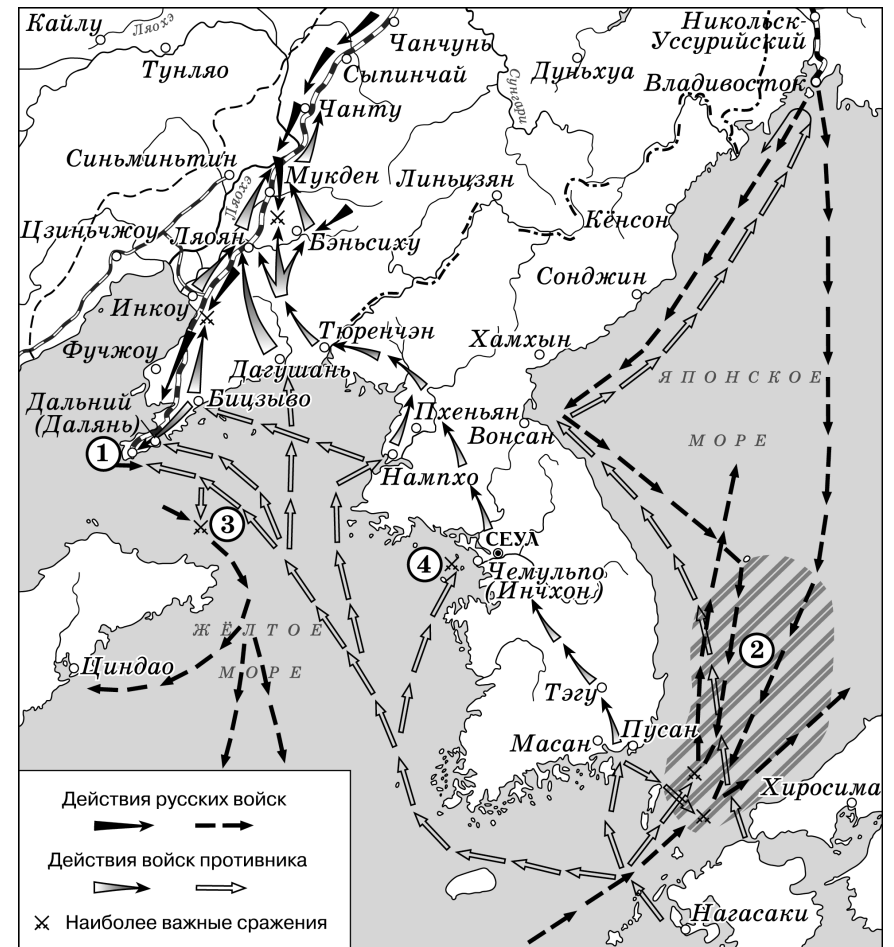 Кайлу
Ляохэ
Тунляо
Чанчунь
Сыпинчай
Никольск-
Уссурийский
Дуньхуа
Сунгари
Владивосток
Чанту
Синьминьтин
Ляохэ
Мукден
Линьцзян
Цзиньчжоу
Ляоян
Бэньсиху
Кёнсон
Сонджин
Инкоу
Тюренчэн
Хамхын
Фучжоу
Дагушань
ЯПОНСКОЕ
МОРЕ
Дальний
(Далянь)
Бицзыво
Пхеньян
Вонсан
1
Нампхо
3
СЕУЛ
4
Чемульпо
(Инчхон)
ЖЁЛТОЕ
МОРЕ
2
Циндао
Тэгу
Масан
Пусан
Хиросима
Нагасаки
Действия русских войск
Действия войск противника
Наиболее важные сражения